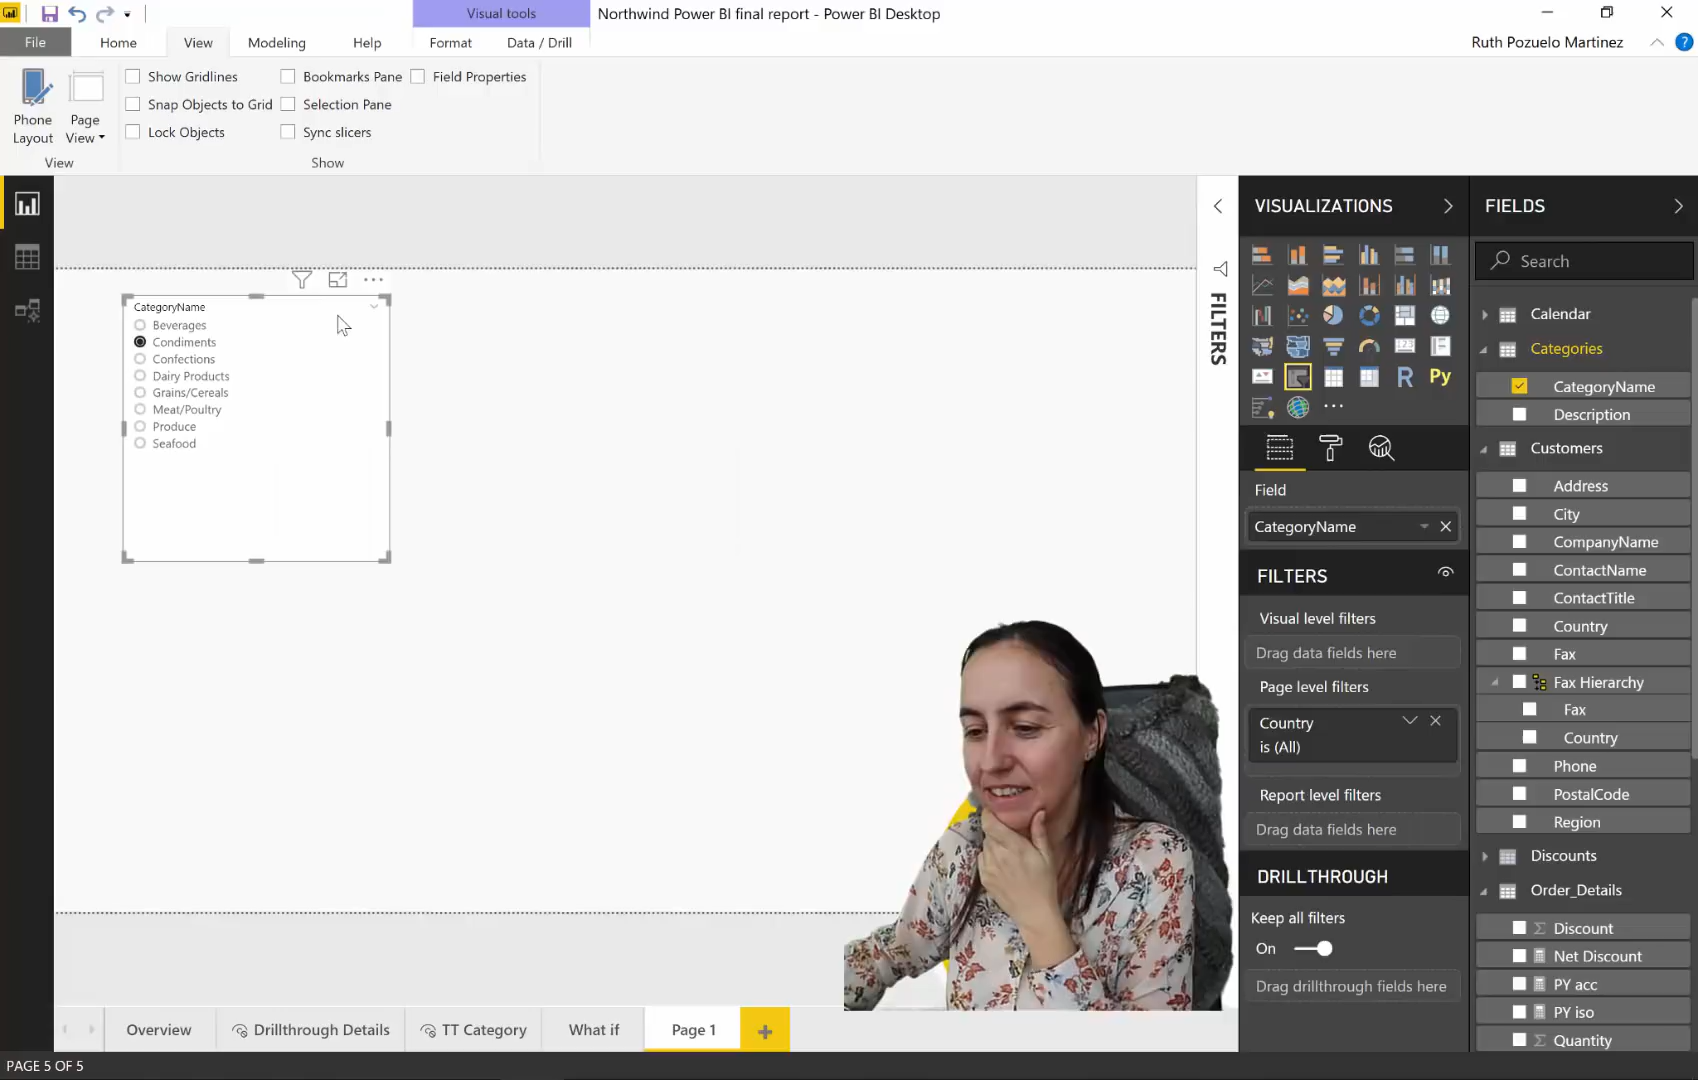 Visual tools
Northwind Power BI final report - Power BI Desktop
File
Home
View
Modeling
Help
Format
Data / Drill
Ruth Pozuelo Martinez
?
Phone Layout
Page View
Show Gridlines
Snap Objects to Grid
Lock Objects
Bookmarks Pane
Selection Pane
Sync slicers
Field Properties
View
Show
CategoryName
Beverages
Condiments
Confections
Dairy Products
Grains/Cereals
Meat/Poultry
Produce
Seafood
FILTERS
VISUALIZATIONS
123
R
Py
Field
CategoryName
FILTERS
Visual level filters
Drag data fields here
Page level filters
Country
is (All)
Report level filters
Drag data fields here
DRILLTHROUGH
Keep all filters
On
Drag drillthrough fields here
FIELDS
Search
Calendar
Categories
CategoryName
Description
Customers
Address
City
CompanyName
ContactName
ContactTitle
Country
Fax
Fax Hierarchy
Fax
Country
Phone
PostalCode
Region
Discounts
Order_Details
Σ Discount
Net Discount
PY acc
PY iso
Σ Quantity
Overview
Drillthrough Details
TT Category
What if
Page 1
PAGE 5 OF 5